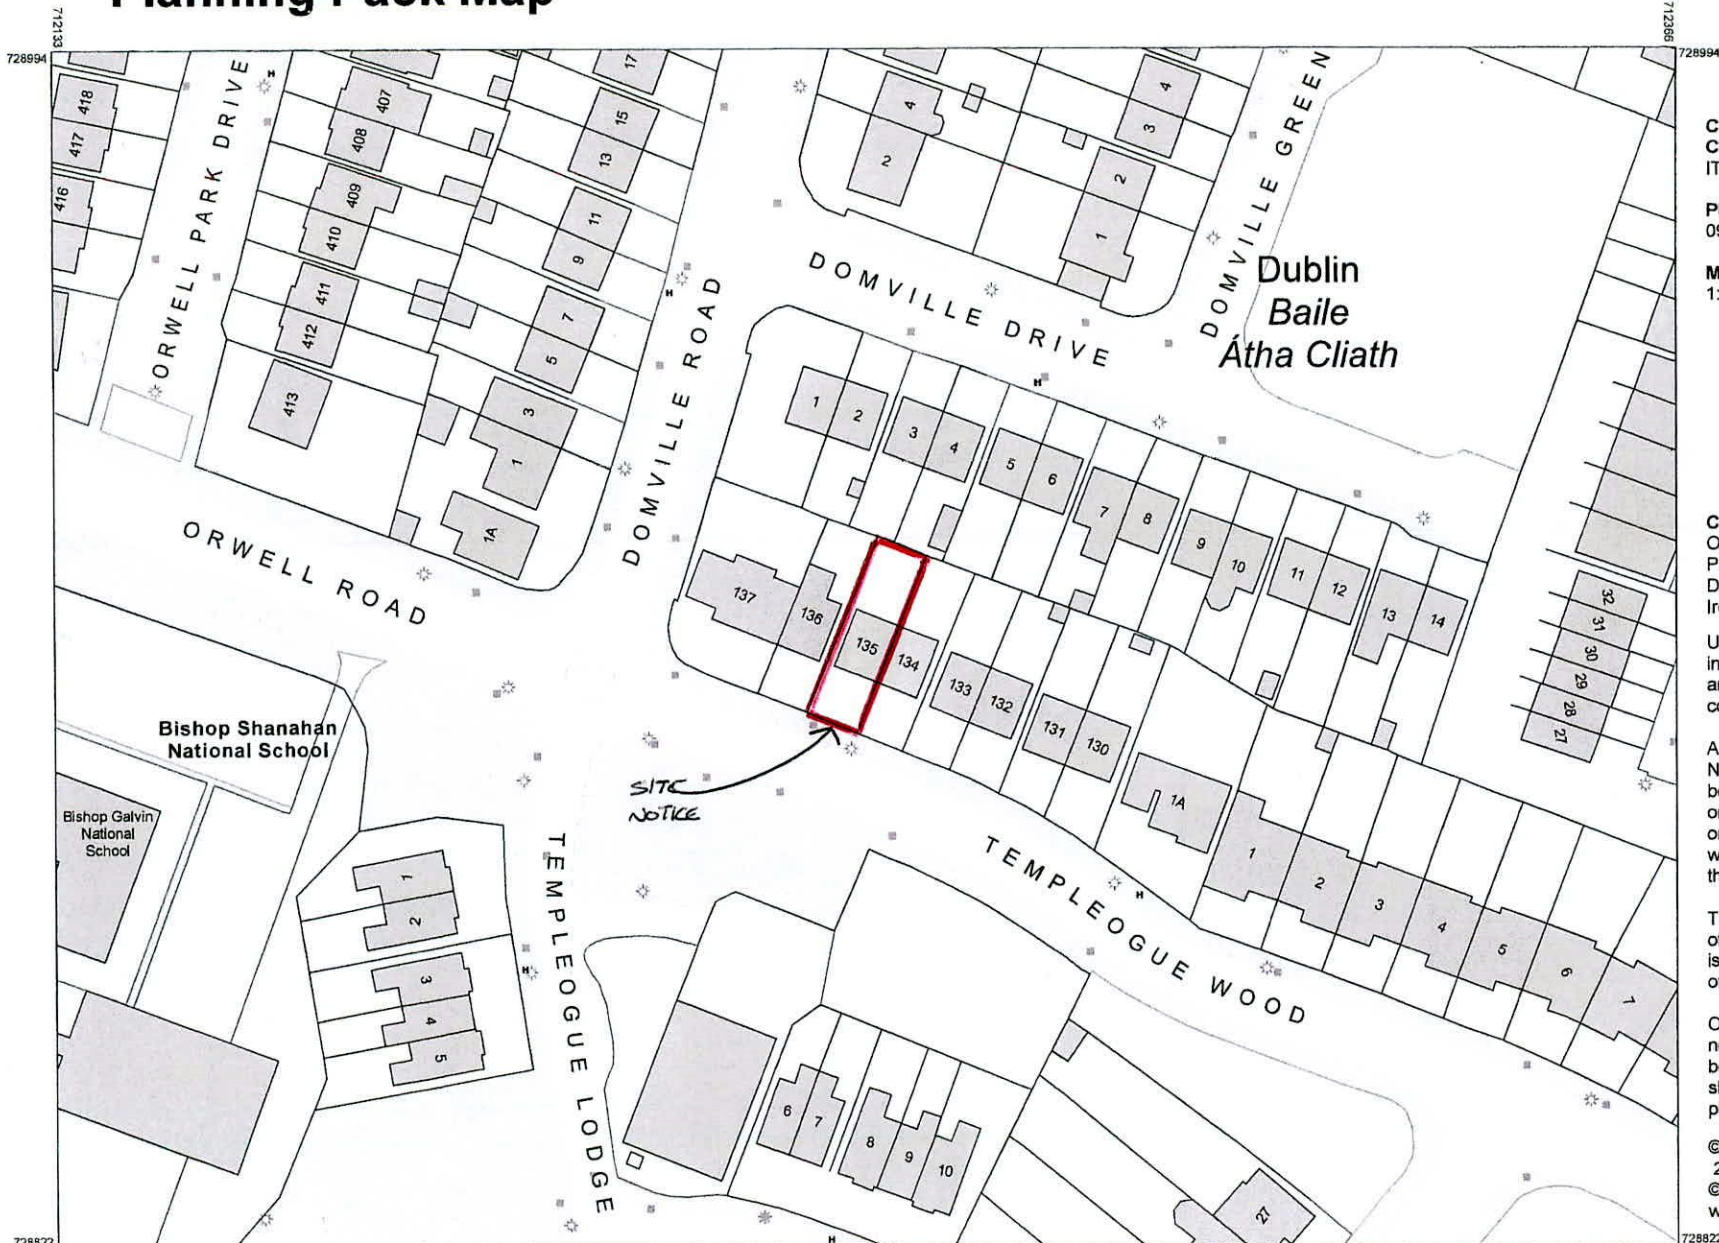 Planning Pack Map
712133
712366
728994
728994
ORWELL PARK DRIVE
DOMVILLE ROAD
DOMVILLE DRIVE
DOMVILLE GREEN
Dublin
Baile
Átha Cliath
ORWELL ROAD
Bishop Shanahan
National School
Bishop Galvin
National
School
SITE
NOTICE
TEMPLEOGUE LODGE
TEMPLEOGUE WOOD
418
417
416
407
408
409
410
411
412
413
17
15
13
11
9
7
5
3
1
1A
4
2
4
3
2
1
1
2
3
4
5
6
7
8
9
10
11
12
13
14
137
136
135
134
133
132
131
130
1A
1
2
3
4
5
6
7
32
31
30
29
28
27
1
2
3
4
5
6
7
8
9
10
27
H
H
H
H
H
H
728822
728822